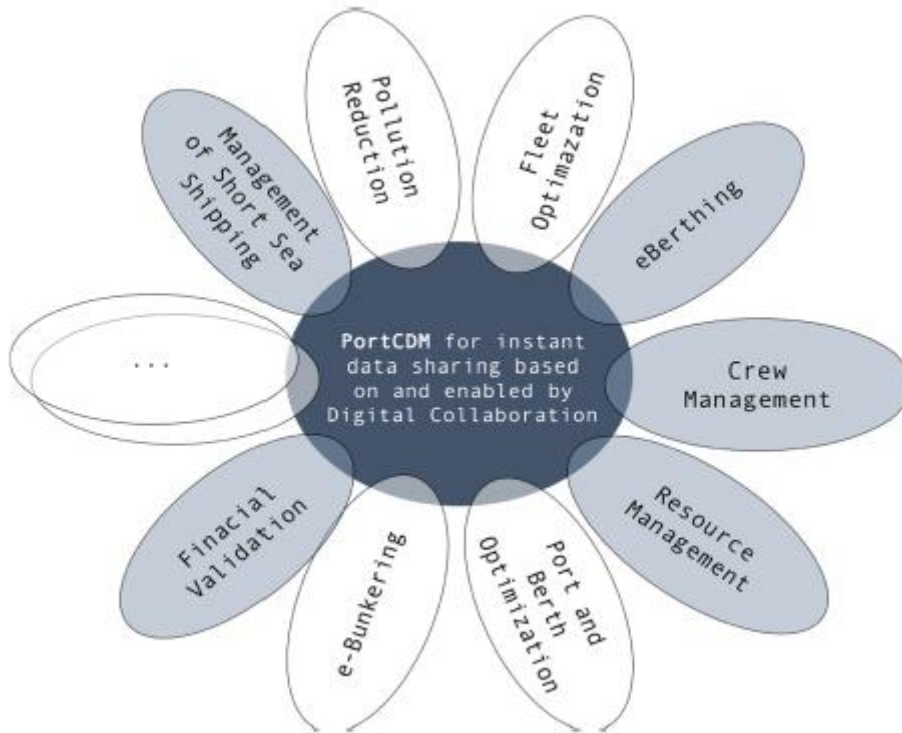 Pollution
Reduction
Fleet
Optimazation
eBerthing
Crew
Management
Resource
Management
Port and
Berth
Optimization
e-Bunkering
Finacial
Validation
...
Management
of Short Sea
Shipping
PortCDM for instant
data sharing based
on and enabled by
Digital Collaboration